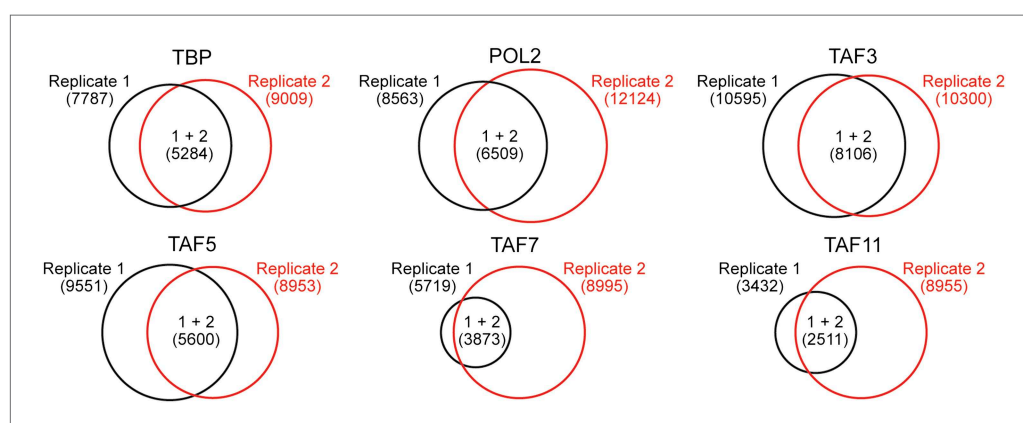 TBP
Replicate 1
(7787)
Replicate 2
(9009)
1 + 2
(5284)
POL2
Replicate 1
(8563)
Replicate 2
(12124)
1 + 2
(6509)
TAF3
Replicate 1
(10595)
Replicate 2
(10300)
1 + 2
(8106)
TAF5
Replicate 1
(9551)
Replicate 2
(8953)
1 + 2
(5600)
TAF7
Replicate 1
(5719)
Replicate 2
(8995)
1 + 2
(3873)
TAF11
Replicate 1
(3432)
Replicate 2
(8955)
1 + 2
(2511)